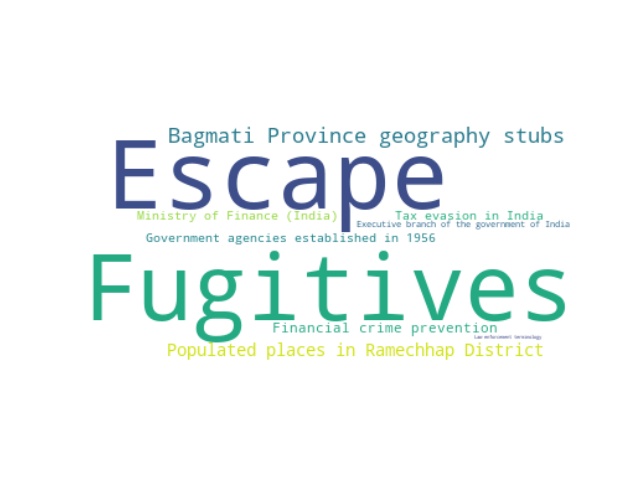 Bagmati Province geography stubs
Escape
Ministry of Finance (India)
Tax evasion in India
Executive branch of the government of India
Government agencies established in 1956
Fugitives
Financial crime prevention
Law enforcement terminology
Populated places in Ramechhap District